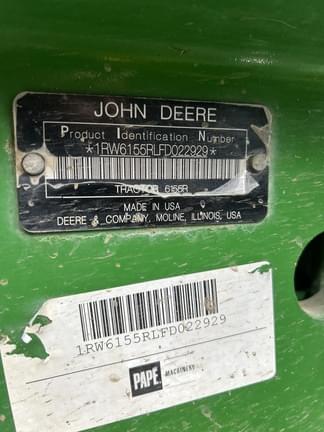 JOHN DEERE
Product Identification Number
*1RW6155RLFD022929*
TRACTOR 6155R
MADE IN USA
DEERE & COMPANY, MOLINE, ILLINOIS, USA
1RW6155RLFD022929
PAPÉ MACHINERY